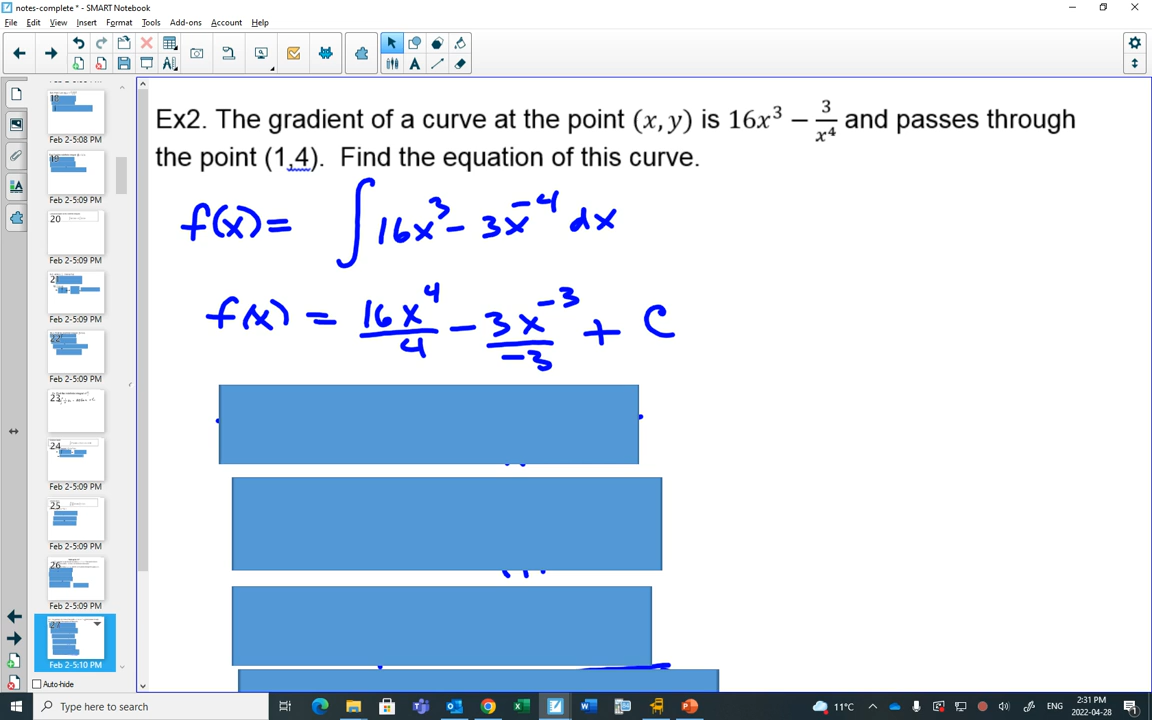 notes-complete * - SMART Notebook
File Edit View Insert Format Tools Add-ons Account Help
Feb 2-5:08 PM
19
Feb 2-5:09 PM
20
Feb 2-5:09 PM
21
Feb 2-5:09 PM
22
Feb 2-5:09 PM
23
Feb 2-5:09 PM
24
Feb 2-5:09 PM
25
Feb 2-5:09 PM
26
Feb 2-5:09 PM
27
Feb 2-5:10 PM
Auto-hide
Ex2. The gradient of a curve at the point (x, y) is 16x³ − 3/x⁴ and passes through
the point (1,4). Find the equation of this curve.
f(x) = ∫ 16x³ − 3x⁻⁴ dx
f(x) = 16x⁴/4 − 3x⁻³/−3 + C
Type here to search
11°C
ENG
2:31 PM
2022-04-28